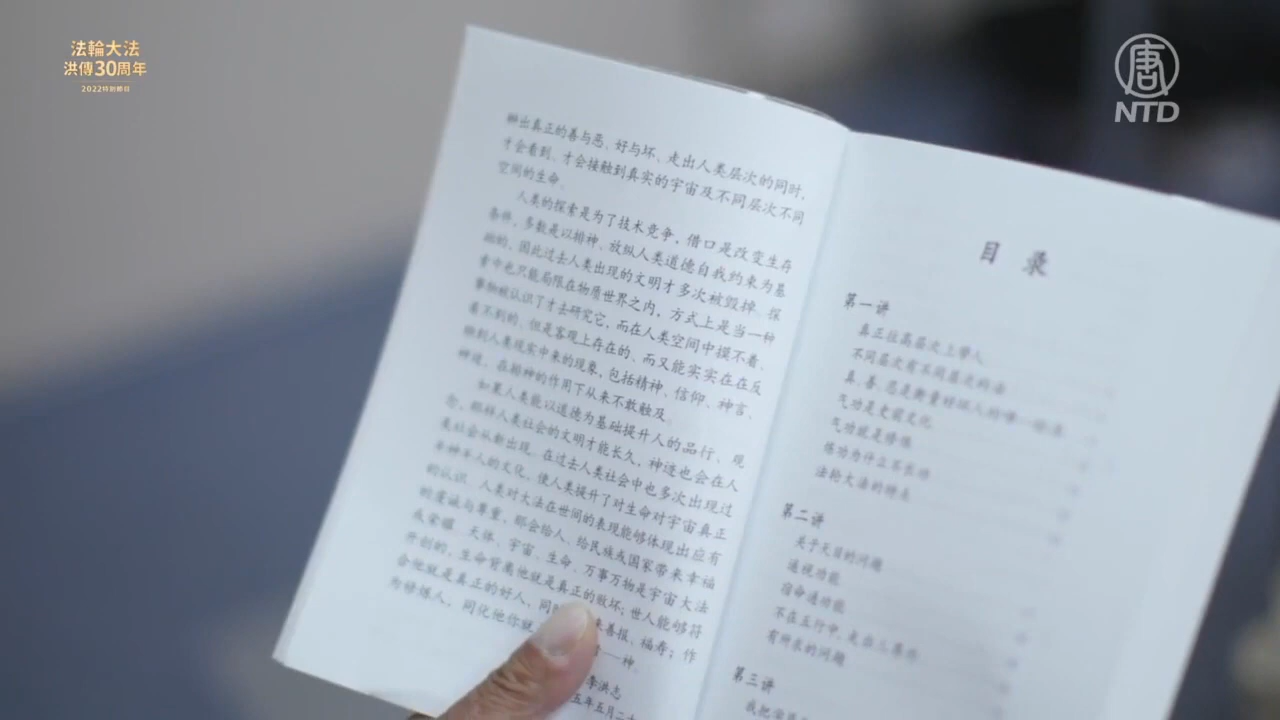 法輪大法
洪傳30周年
2022特別節目
唐
NTD
辨出真正的善与恶、好与坏、走出人类层次的同时,
才会看到、才会接触到真实的宇宙及不同层次不同
空间的生命。
人类的探索是为了技术竞争,借口是改变生存
条件,多数是以排神、放纵人类道德自我约束为基
础的,因此过去人类出现的文明才多次被毁掉。探
索中也只能局限在物质世界之内,方式上是当一种
事物被认识了才去研究它,而在人类空间中摸不着、
看不到的、但是客观上存在的、而又能实实在在反
映到人类现实中来的现象,包括精神、信仰、神言、
神迹,在排神的作用下从来不敢触及。
如果人类能以道德为基础提升人的品行、观
念,那样人类社会的文明才能长久,神迹也会在人
类社会从新出现。在过去人类社会中也多次出现过
半神半人的文化,使人类提升了对生命对宇宙真正
的认识。人类对大法在世间的表现能够体现出应有
的虔诚与尊重,那会给人、给民族或国家带来幸福
或荣耀。天体、宇宙、生命、万事万物是宇宙大法
开创的,生命背离他就是真正的败坏;世人能够符
合他就是真正的好人,同时 来善报、福寿;作
为修炼人,同化他你就 神。
李洪志
五年五月二十
目录
第一讲
真正往高层次上带人
不同层次有不同层次的法
真、善、忍是衡量好坏人的唯一标准
气功是史前文化
气功就是修炼
炼功为什么不长功
法轮大法的特点
第二讲
关于天目的问题
遥视功能
宿命通功能
不在五行中,走出三界外
有所求的问题
第三讲